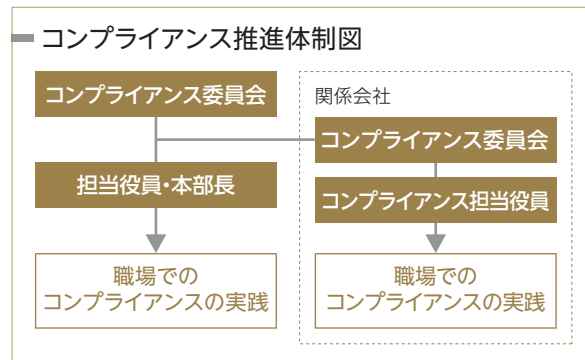 コンプライアンス推進体制図
コンプライアンス委員会
担当役員・本部長
職場での
コンプライアンスの実践
関係会社
コンプライアンス委員会
コンプライアンス担当役員
職場での
コンプライアンスの実践